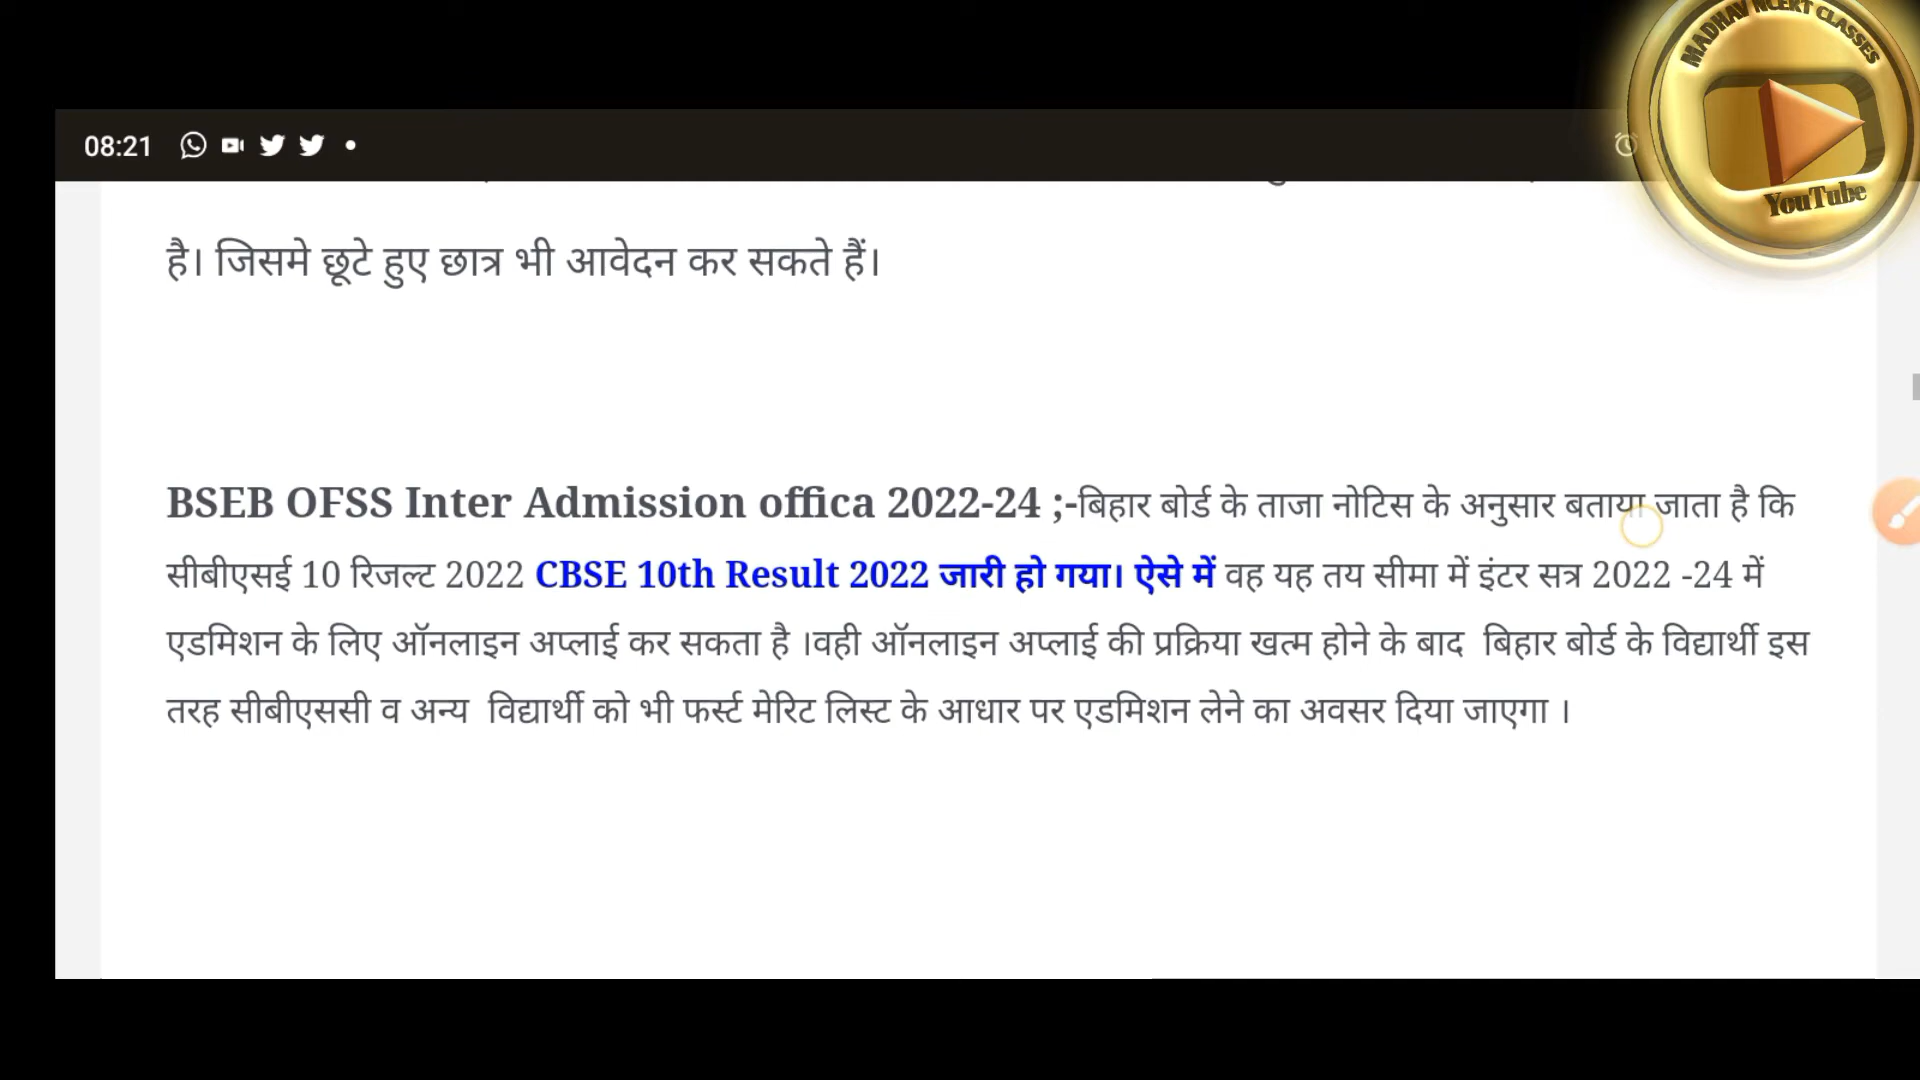 MADHAV NCERT CLASSES
YouTube
08:21
है। जिसमे छूटे हुए छात्र भी आवेदन कर सकते हैं।
BSEB OFSS Inter Admission offica 2022-24 ;-बिहार बोर्ड के ताजा नोटिस के अनुसार बताया जाता है कि
सीबीएसई 10 रिजल्ट 2022 CBSE 10th Result 2022 जारी हो गया। ऐसे में वह यह तय सीमा में इंटर सत्र 2022 -24 में
एडमिशन के लिए ऑनलाइन अप्लाई कर सकता है ।वही ऑनलाइन अप्लाई की प्रक्रिया खत्म होने के बाद  बिहार बोर्ड के विद्यार्थी इस
तरह सीबीएससी व अन्य  विद्यार्थी को भी फर्स्ट मेरिट लिस्ट के आधार पर एडमिशन लेने का अवसर दिया जाएगा ।